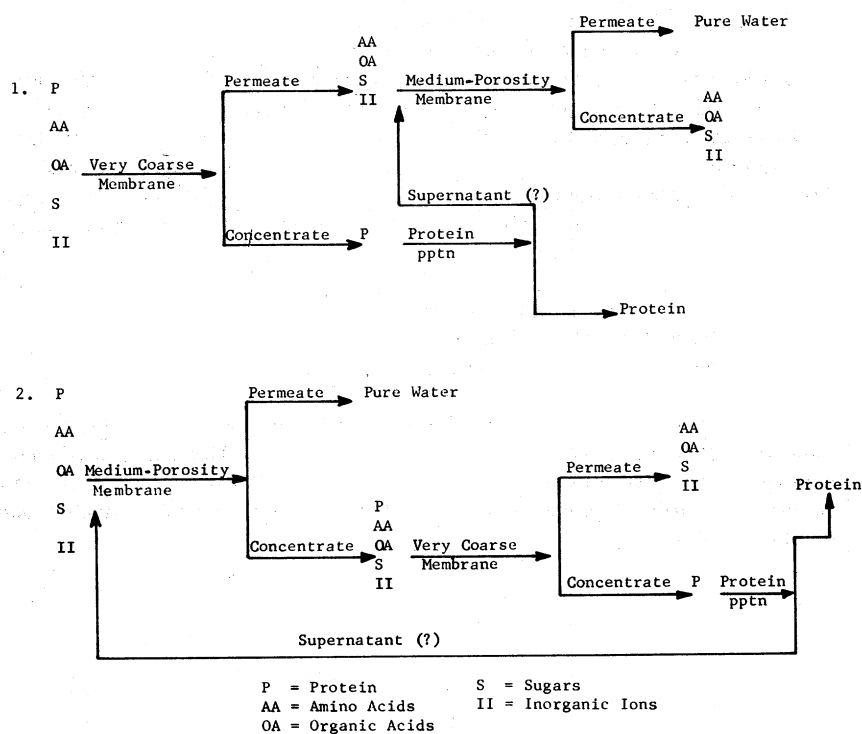 1. P
AA
OA
S
II
Very Coarse
Membrane
Permeate
AA
OA
S
II
Medium-Porosity
Membrane
Permeate
Pure Water
Concentrate
AA
OA
S
II
Supernatant (?)
Concentrate
P
Protein
pptn
Protein
2. P
AA
OA
S
II
Medium-Porosity
Membrane
Permeate
Pure Water
Concentrate
P
AA
OA
S
II
Very Coarse
Membrane
Permeate
AA
OA
S
II
Concentrate
P
Protein
pptn
Protein
Supernatant (?)
P = Protein
AA = Amino Acids
OA = Organic Acids
S = Sugars
II = Inorganic Ions